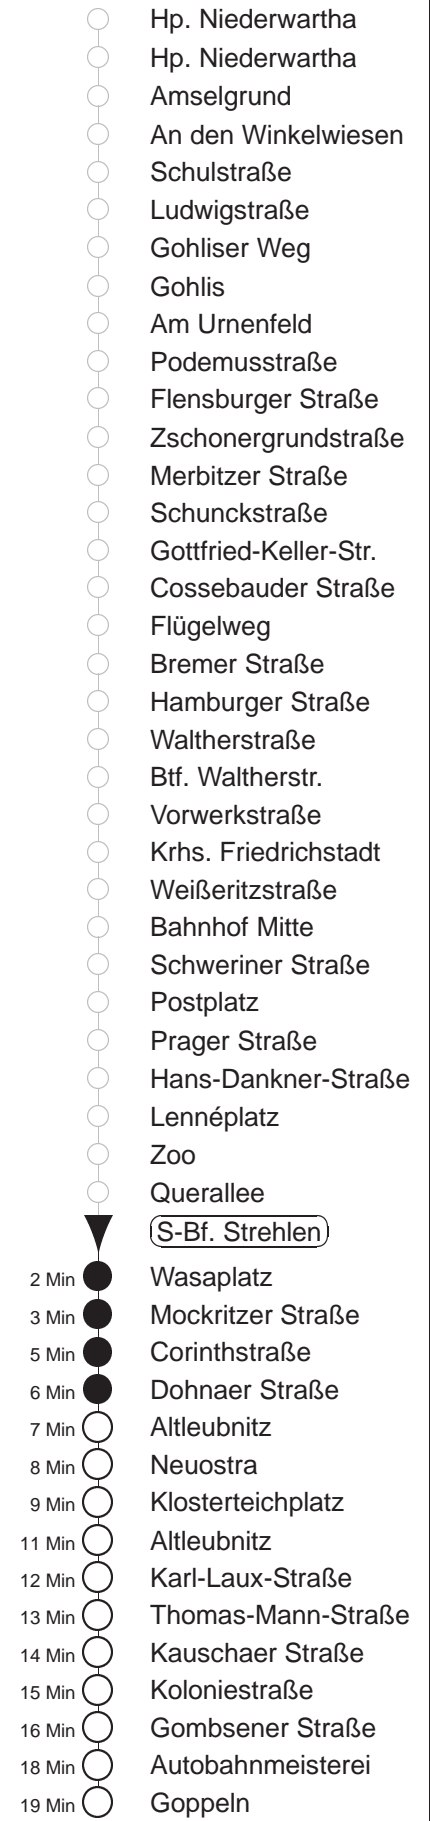 Hp. Niederwartha
Hp. Niederwartha
Amselgrund
An den Winkelwiesen
Schulstraße
Ludwigstraße
Gohliser Weg
Gohlis
Am Urnenfeld
Podemusstraße
Flensburger Straße
Zschonergrundstraße
Merbitzer Straße
Schunckstraße
Gottfried-Keller-Str.
Cossebauder Straße
Flügelweg
Bremer Straße
Hamburger Straße
Waltherstraße
Btf. Waltherstr.
Vorwerkstraße
Krhs. Friedrichstadt
Weißeritzstraße
Bahnhof Mitte
Schweriner Straße
Postplatz
Prager Straße
Hans-Dankner-Straße
Lennéplatz
Zoo
Querallee
S-Bf. Strehlen
2 Min Wasaplatz
3 Min Mockritzer Straße
5 Min Corinthstraße
6 Min Dohnaer Straße
7 Min Altleubnitz
8 Min Neuostra
9 Min Klosterteichplatz
11 Min Altleubnitz
12 Min Karl-Laux-Straße
13 Min Thomas-Mann-Straße
14 Min Kauschaer Straße
15 Min Koloniestraße
16 Min Gombsener Straße
18 Min Autobahnmeisterei
19 Min Goppeln